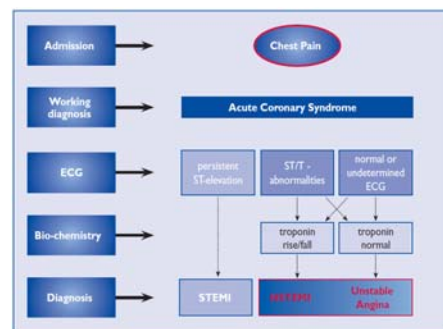 Admission
Chest Pain
Working
diagnosis
Acute Coronary Syndrome
ECG
persistent
ST-elevation
ST/T -
abnormalities
normal or
undetermined
ECG
Bio-chemistry
troponin
rise/fall
troponin
normal
Diagnosis
STEMI
NSTEMI
Unstable
Angina